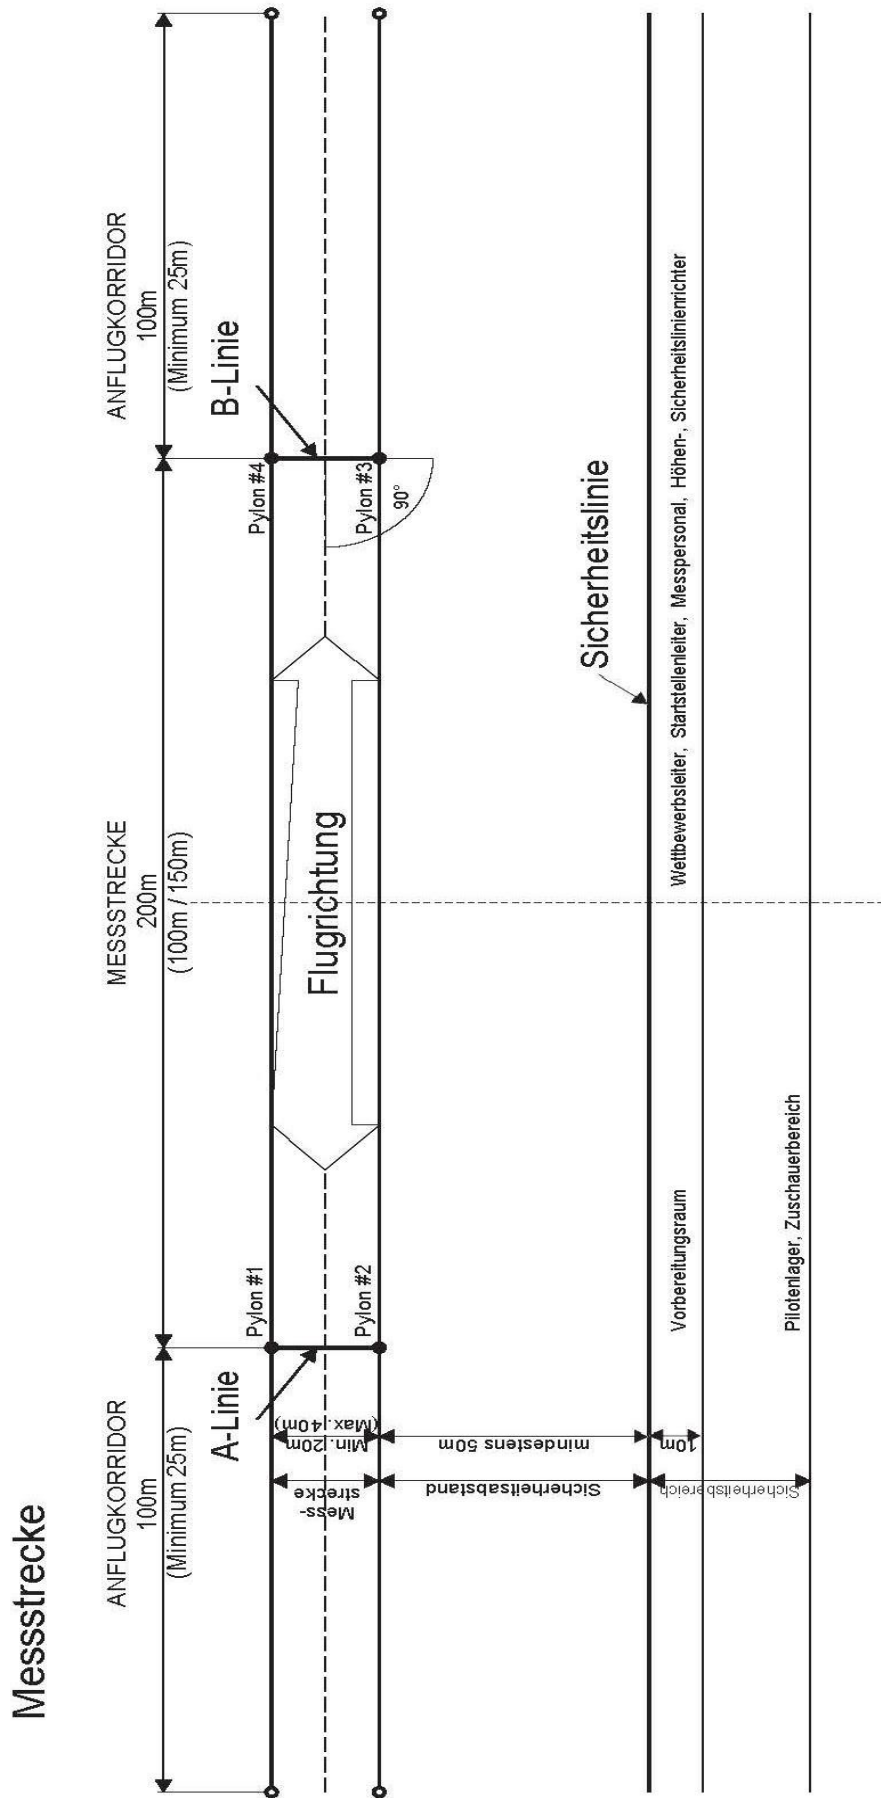 Messstrecke
ANFLUGKORRIDOR
100m
(Minimum 25m)
MESSSTRECKE
200m
(100m / 150m)
ANFLUGKORRIDOR
100m
(Minimum 25m)
A-Linie
B-Linie
Pylon #1
Pylon #4
Flugrichtung
Pylon #2
Pylon #3
90°
Mess-
strecke
Min. 20m
(Max. 40m)
Sicherheitsabstand
mindestens 50m
Sicherheitslinie
Sicherheitsbereich
10m
Vorbereitungsraum
Wettbewerbsleiter, Startstellenleiter, Messpersonal, Höhen-, Sicherheitslinienrichter
Pilotenlager, Zuschauerbereich